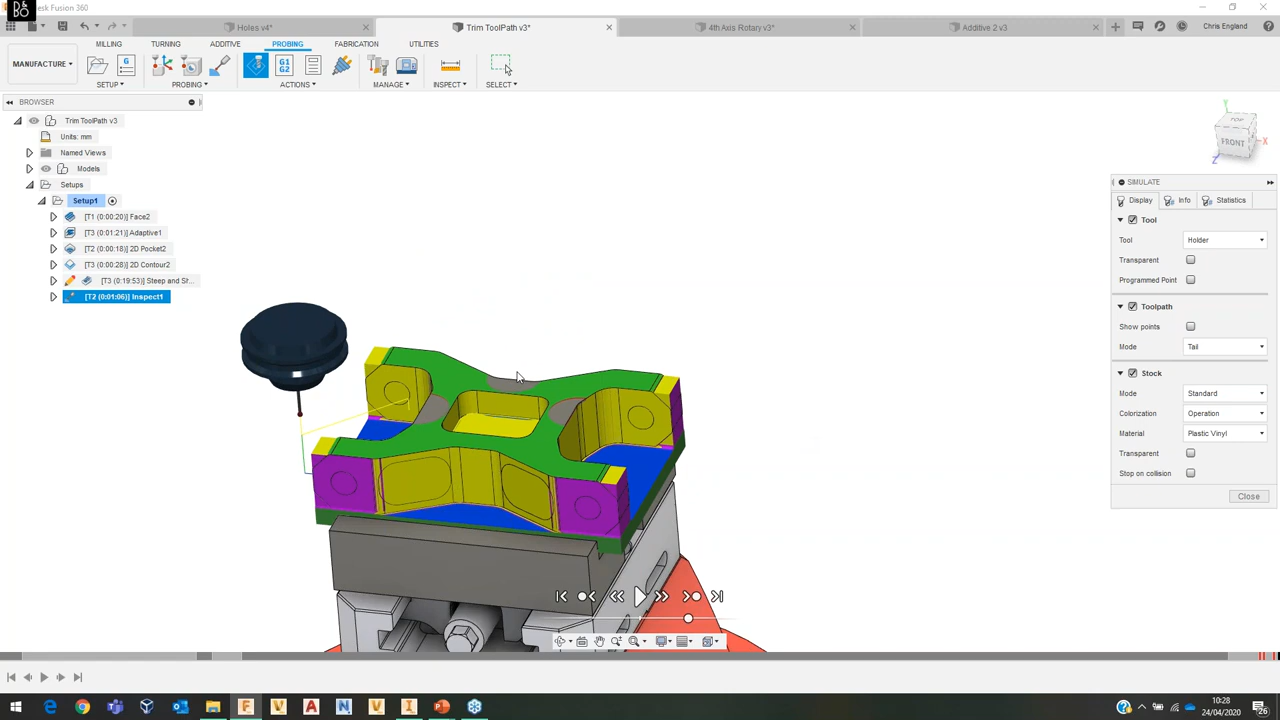 Autodesk Fusion 360
Holes v4*
Trim ToolPath v3*
4th Axis Rotary v3*
Additive 2 v3
Chris England
MILLING TURNING ADDITIVE PROBING FABRICATION UTILITIES
MANUFACTURE
G1
G2
SETUP PROBING ACTIONS MANAGE INSPECT SELECT
BROWSER
Trim ToolPath v3
Units: mm
Named Views
Models
Setups
Setup1
[T1 (0:00:20)] Face2
[T3 (0:01:21)] Adaptive1
[T2 (0:00:18)] 2D Pocket2
[T3 (0:00:28)] 2D Contour2
[T3 (0:19:53)] Steep and Sh...
[T2 (0:01:06)] Inspect1
TOP
FRONT
Y
X
Z
SIMULATE
Display Info Statistics
Tool
Tool Holder
Transparent
Programmed Point
Toolpath
Show points
Mode Tail
Stock
Mode Standard
Colorization Operation
Material Plastic Vinyl
Transparent
Stop on collision
Close
10:28
24/04/2020
26